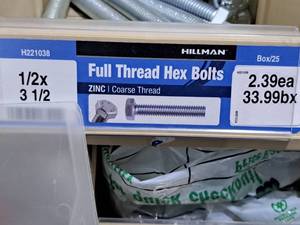 HILLMAN
H221038
Full Thread Hex Bolts
Box/25
1/2x
3 1/2
ZINC | Coarse Thread
2.39ea
33.99bx